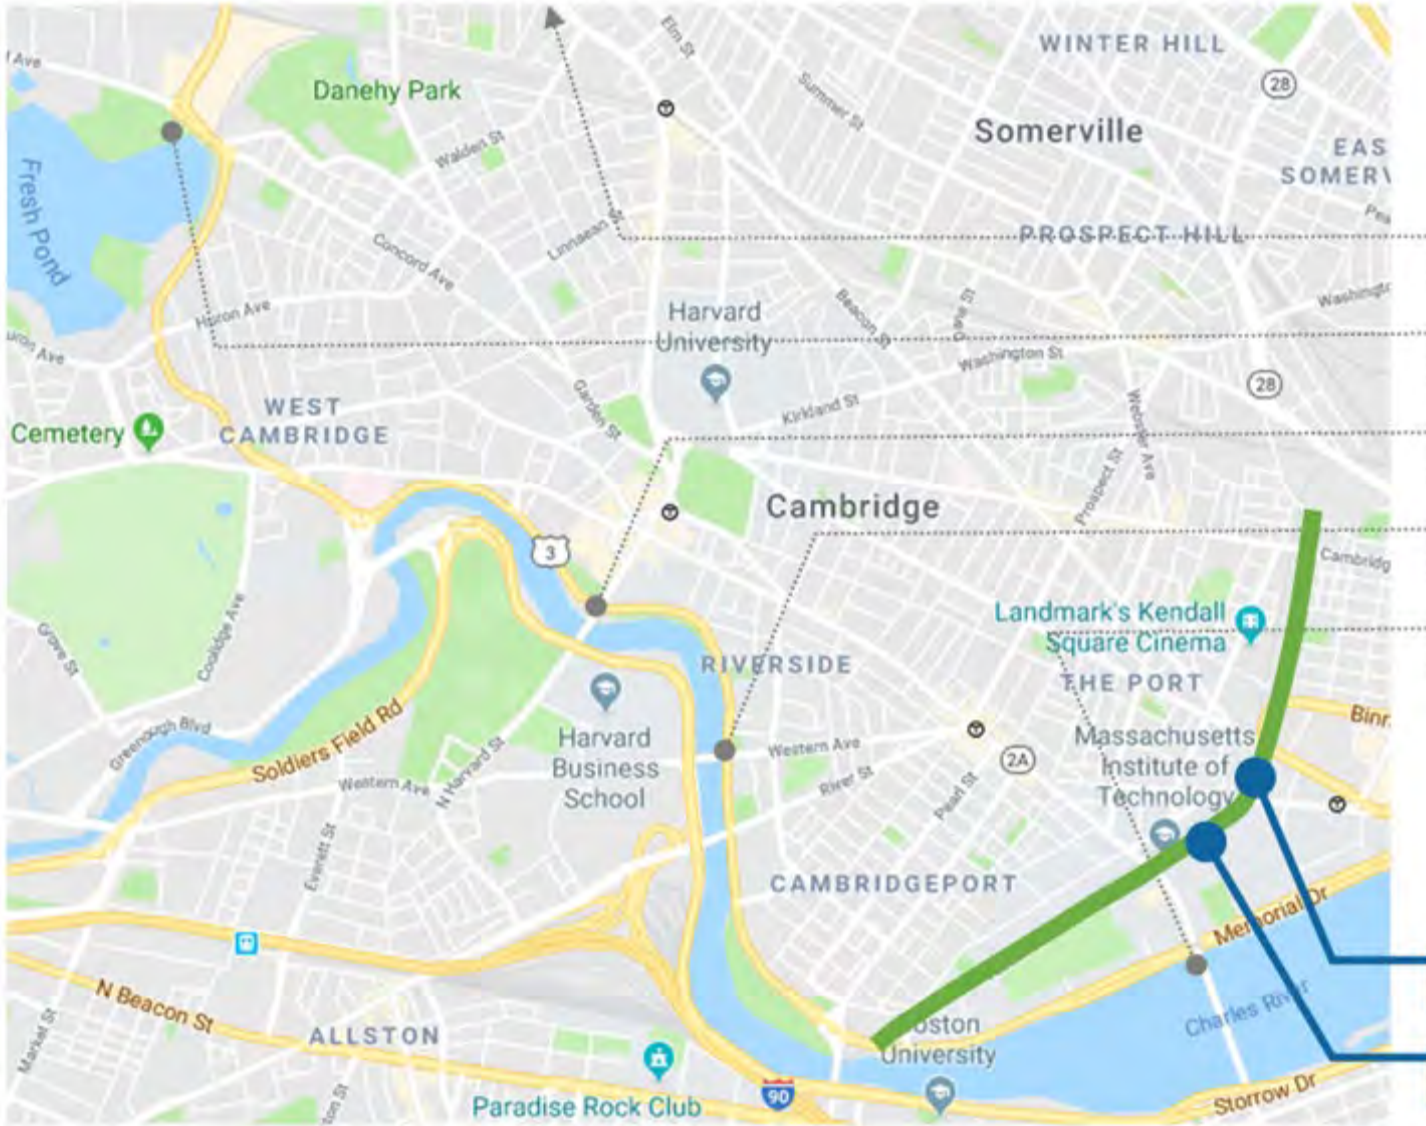 Elm St
WINTER HILL
Ave
28
Danehy Park
Summer St
Somerville
Walden St
Fresh Pond
Linnaean
PROSPECT HILL
Concord Ave
Washingt
Huron Ave
Harvard
University
Beacon St
Washington St
28
WEST
CAMBRIDGE
Garden St
Kirkland St
Webster Ave
Cemetery
Prospect St
Cambridge
3
Cambridg
Coolidge Ave
Landmark's Kendall
Square Cinema
Grove St
RIVERSIDE
THE PORT
Greenough Blvd
Soldiers Field Rd
Harvard
Business
School
Western Ave
2A
Massachusetts
Institute of
Technology
Western Ave
N Harvard St
River St
Pearl St
Everett St
CAMBRIDGEPORT
Memorial Dr
N Beacon St
Charles River
Market St
ALLSTON
oston
University
90
Paradise Rock Club
Storrow Dr
ton St
EAS
SOMERV
Binn